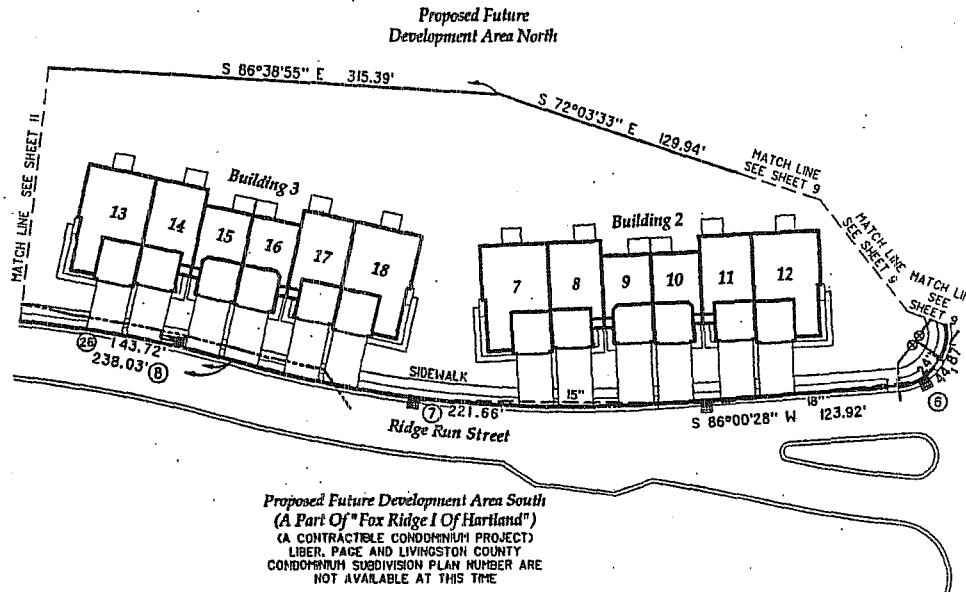 Proposed Future
Development Area North
S 86°38'55" E 315.39'
S 72°03'33" E 129.94'
MATCH LINE
SEE SHEET 9
MATCH LINE SEE SHEET 11
Building 3
13
14
15
16
17
18
Building 2
7
8
9
10
11
12
MATCH LINE
SEE SHEET 9
MATCH LI
SEE
SHEET 9
26
143.72'
238.03' 8
SIDEWALK
15"
18"
7 221.66'
S 86°00'28" W 123.92'
6
Ridge Run Street
Proposed Future Development Area South
(A Part Of "Fox Ridge I Of Hartland")
(A CONTRACTIBLE CONDOMINIUM PROJECT)
LIBER, PAGE AND LIVINGSTON COUNTY
CONDOMINIUM SUBDIVISION PLAN NUMBER ARE
NOT AVAILABLE AT THIS TIME